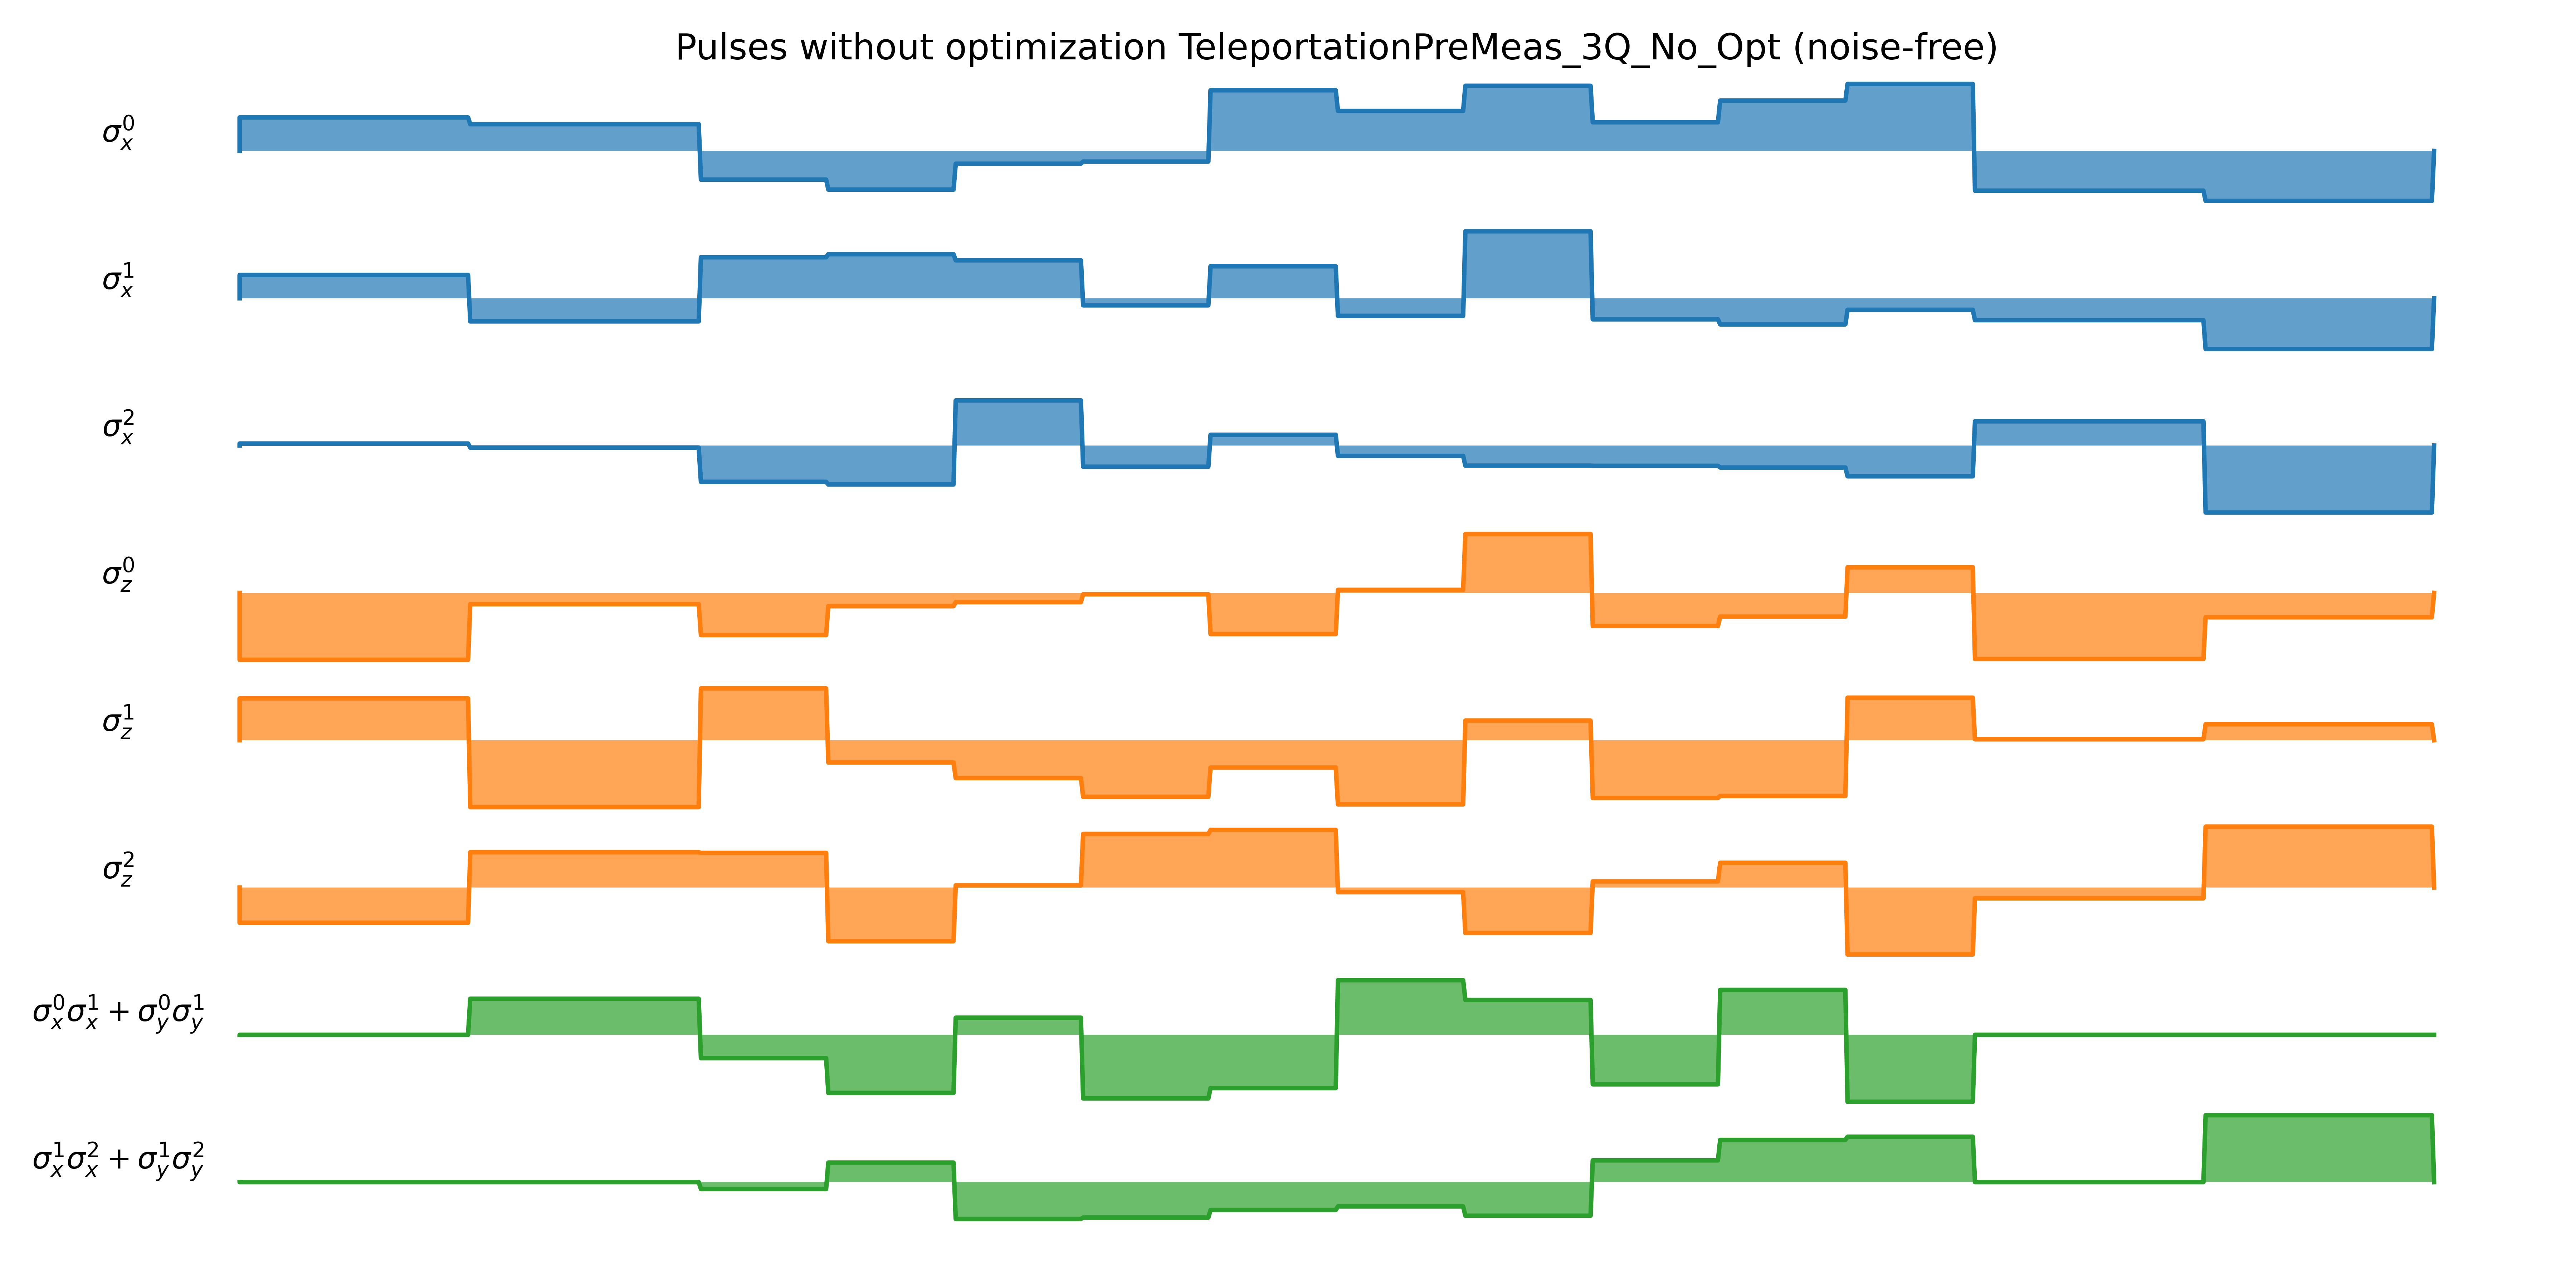 Pulses without optimization TeleportationPreMeas_3Q_No_Opt (noise-free)
σ_x^0
σ_x^1
σ_x^2
σ_z^0
σ_z^1
σ_z^2
σ_x^0σ_x^1 + σ_y^0σ_y^1
σ_x^1σ_x^2 + σ_y^1σ_y^2